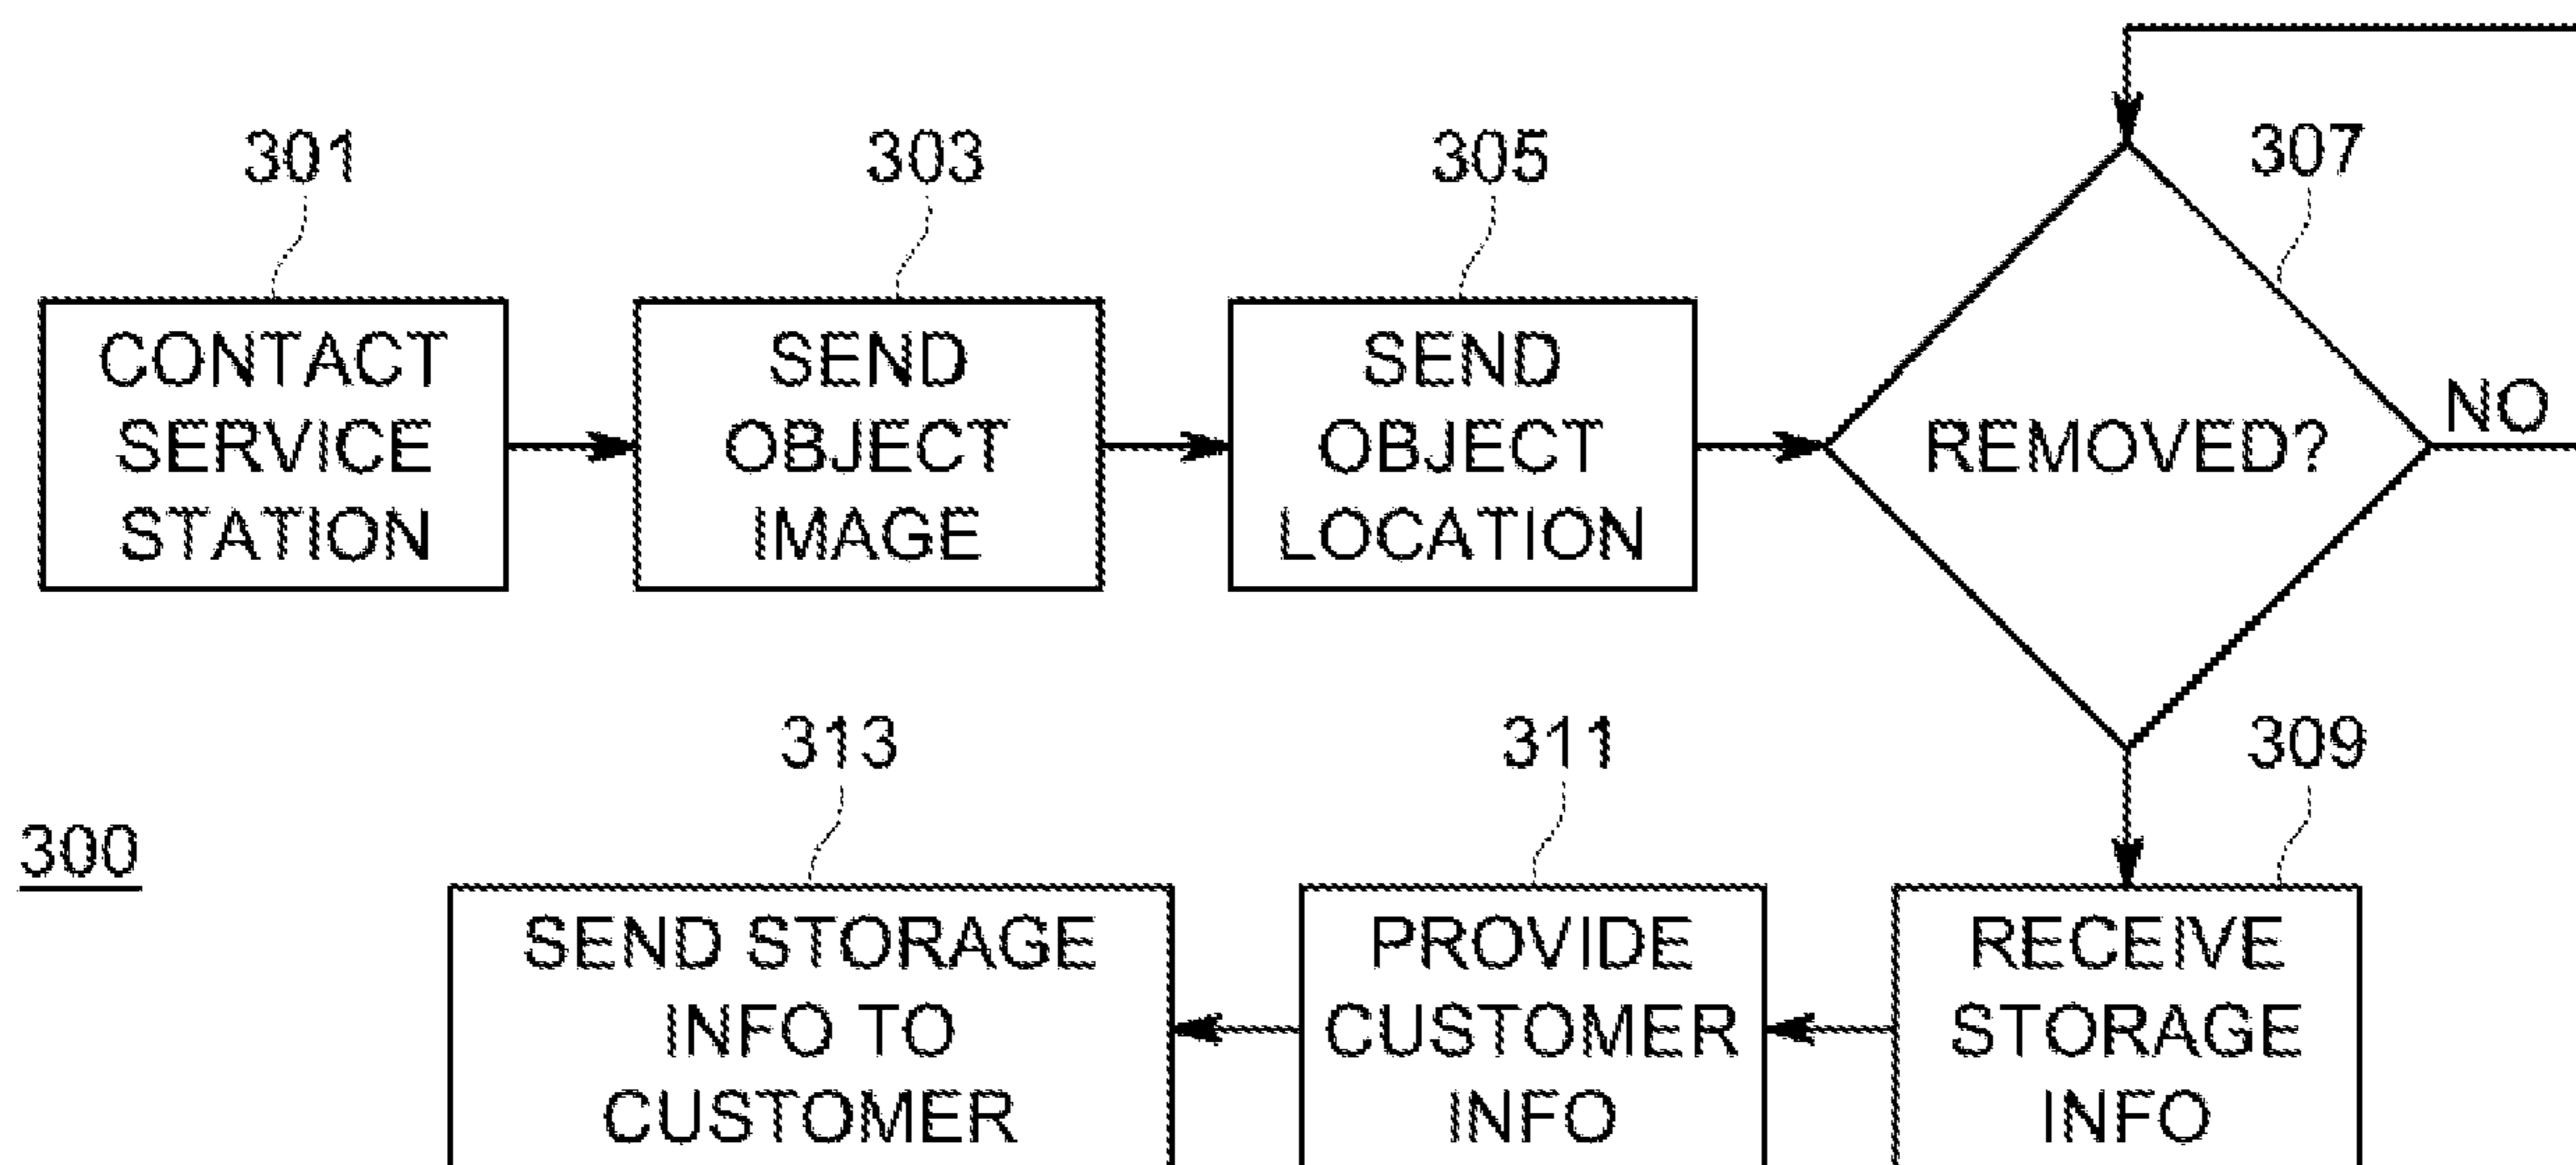 301
303
305
307
CONTACT
SERVICE
STATION
SEND
OBJECT
IMAGE
SEND
OBJECT
LOCATION
REMOVED?
NO
300
313
311
309
SEND STORAGE
INFO TO
CUSTOMER
PROVIDE
CUSTOMER
INFO
RECEIVE
STORAGE
INFO